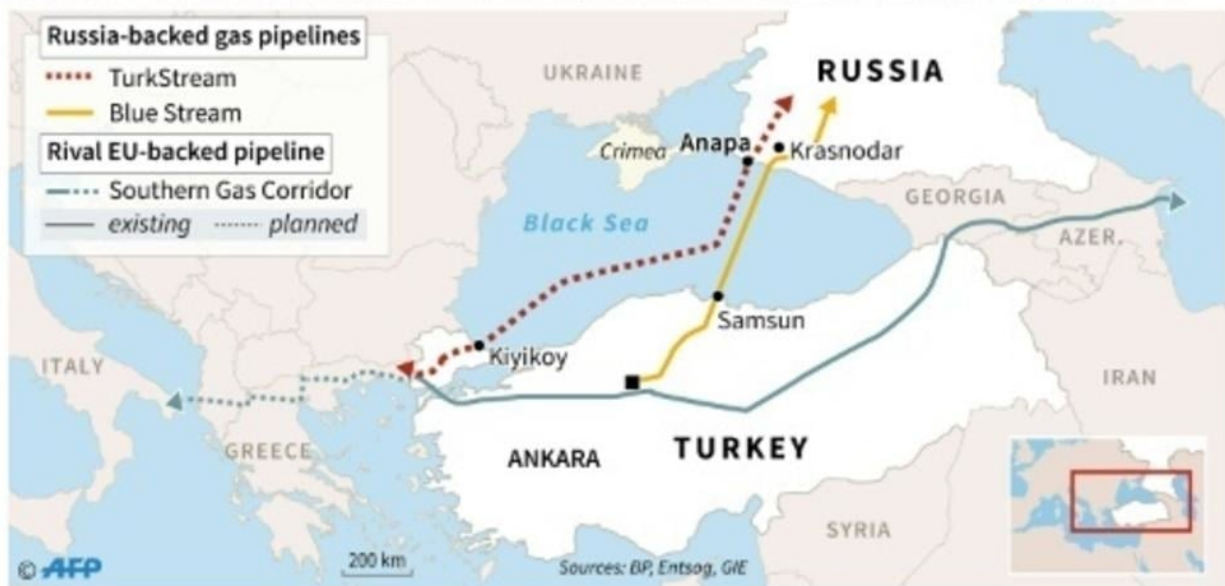 Russia-backed gas pipelines
TurkStream
Blue Stream
Rival EU-backed pipeline
Southern Gas Corridor
existing planned
UKRAINE
RUSSIA
Crimea
Anapa
Krasnodar
GEORGIA
AZER.
Black Sea
Samsun
Kiyikoy
ITALY
IRAN
GREECE
ANKARA
TURKEY
SYRIA
© AFP
200 km
Sources: BP, Entsog, GIE